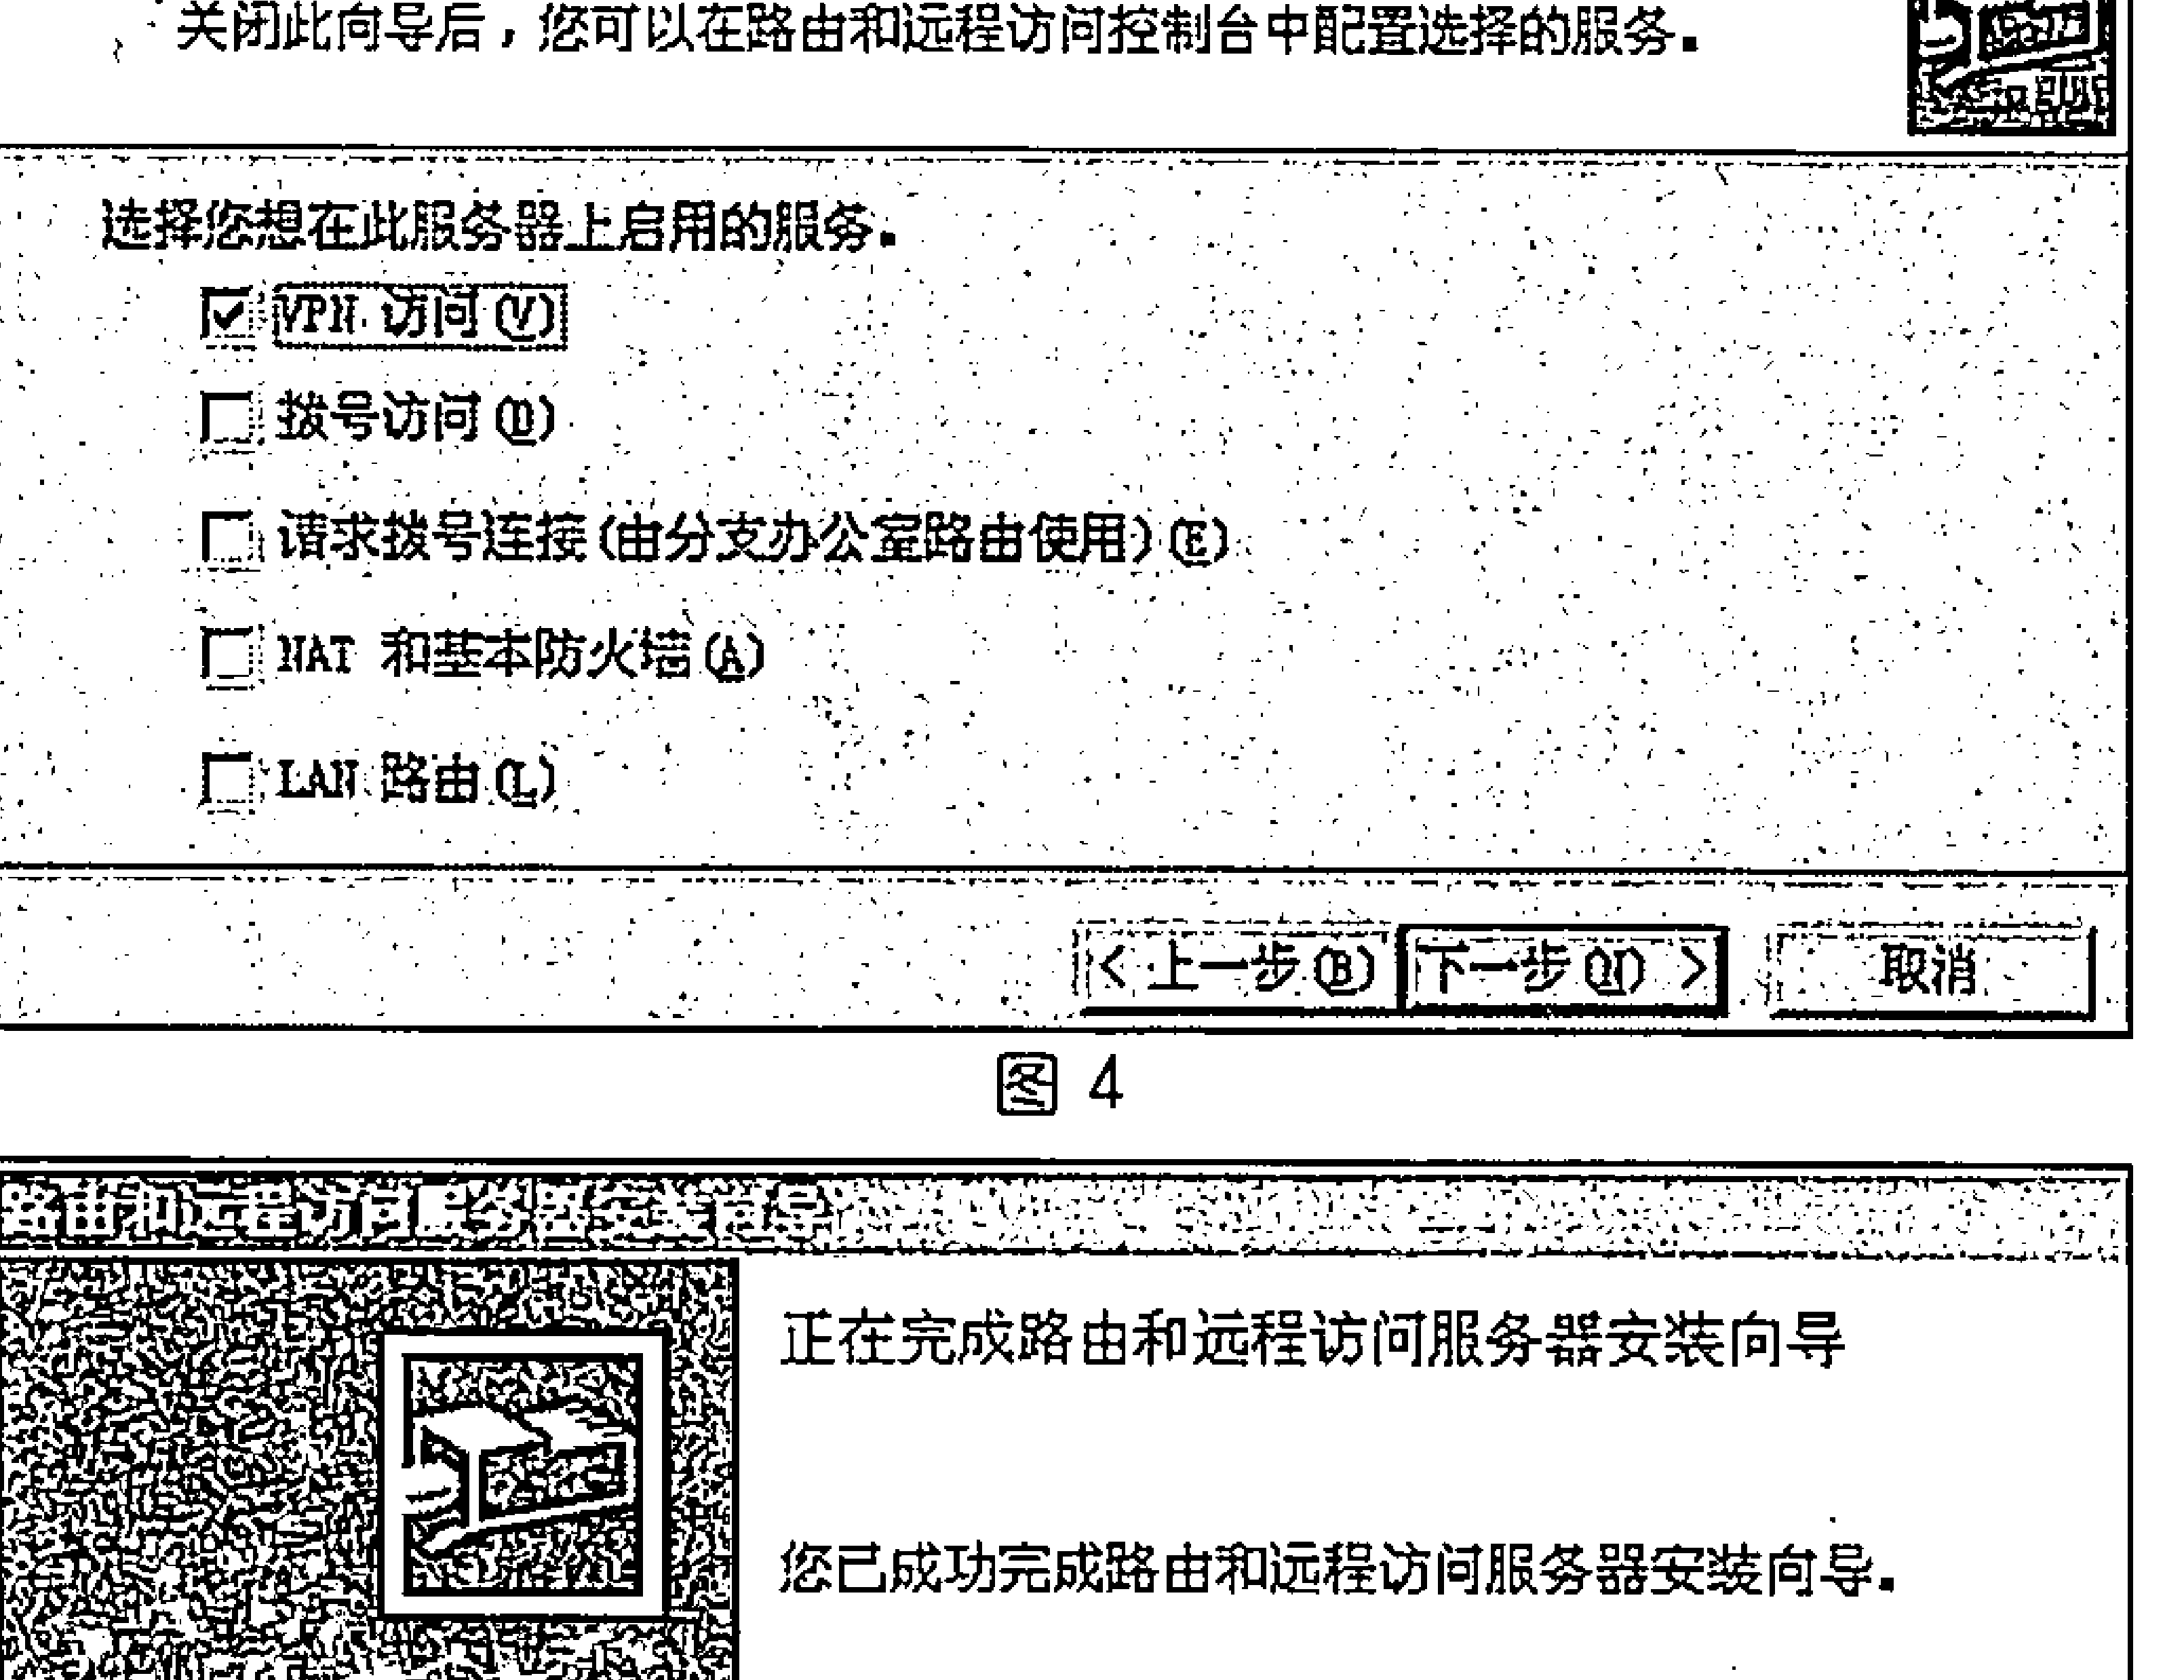 关闭此向导后，您可以在路由和远程访问控制台中配置选择的服务。
选择您想在此服务器上启用的服务。
VPN 访问(V)
拨号访问(D)
请求拨号连接(由分支办公室路由使用)(E)
NAT 和基本防火墙(A)
LAN 路由(L)
< 上一步(B) 下一步(N) > 取消
图 4
路由和远程访问服务器安装向导
正在完成路由和远程访问服务器安装向导
您已成功完成路由和远程访问服务器安装向导。